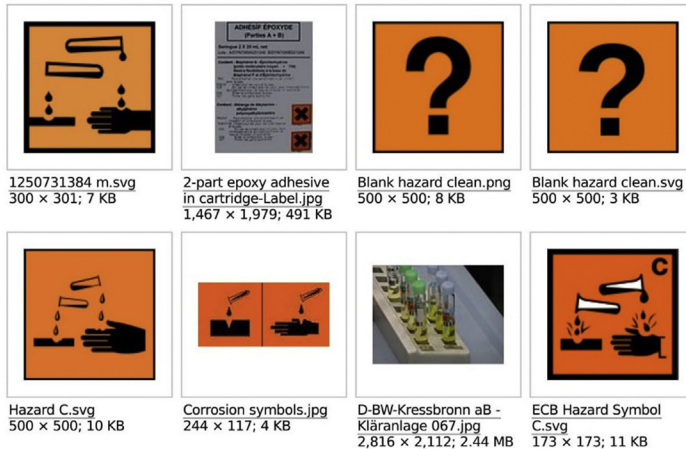 ADHÉSIF ÉPOXYDE
(Parties A + B)
?
?
1250731384 m.svg
300 × 301; 7 KB
2-part epoxy adhesive
in cartridge-Label.jpg
1,467 × 1,979; 491 KB
Blank hazard clean.png
500 × 500; 8 KB
Blank hazard clean.svg
500 × 500; 3 KB
C
Hazard C.svg
500 × 500; 10 KB
Corrosion symbols.jpg
244 × 117; 4 KB
D-BW-Kressbronn aB -
Kläranlage 067.jpg
2,816 × 2,112; 2.44 MB
ECB Hazard Symbol
C.svg
173 × 173; 11 KB